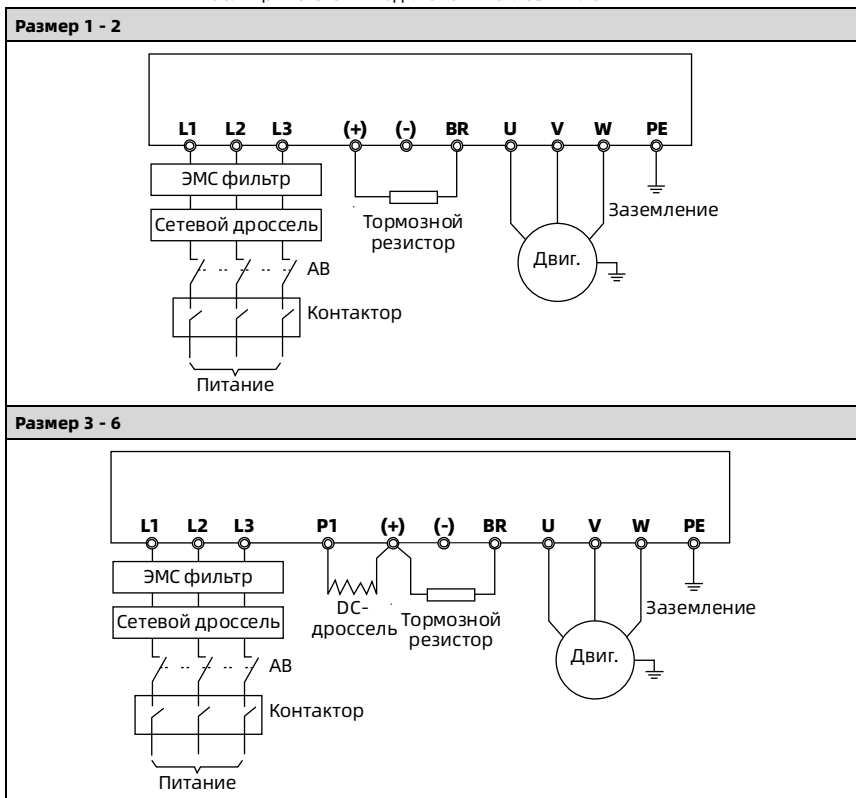 Размер 1 - 2
L1 L2 L3 (+) (-) BR U V W PE
ЭМС фильтр
Сетевой дроссель
Тормозной
резистор
Заземление
Двиг.
АВ
Контактор
Питание
Размер 3 - 6
L1 L2 L3 P1 (+) (-) BR U V W PE
ЭМС фильтр
Сетевой дроссель
DC-
дроссель
Тормозной
резистор
Заземление
Двиг.
АВ
Контактор
Питание